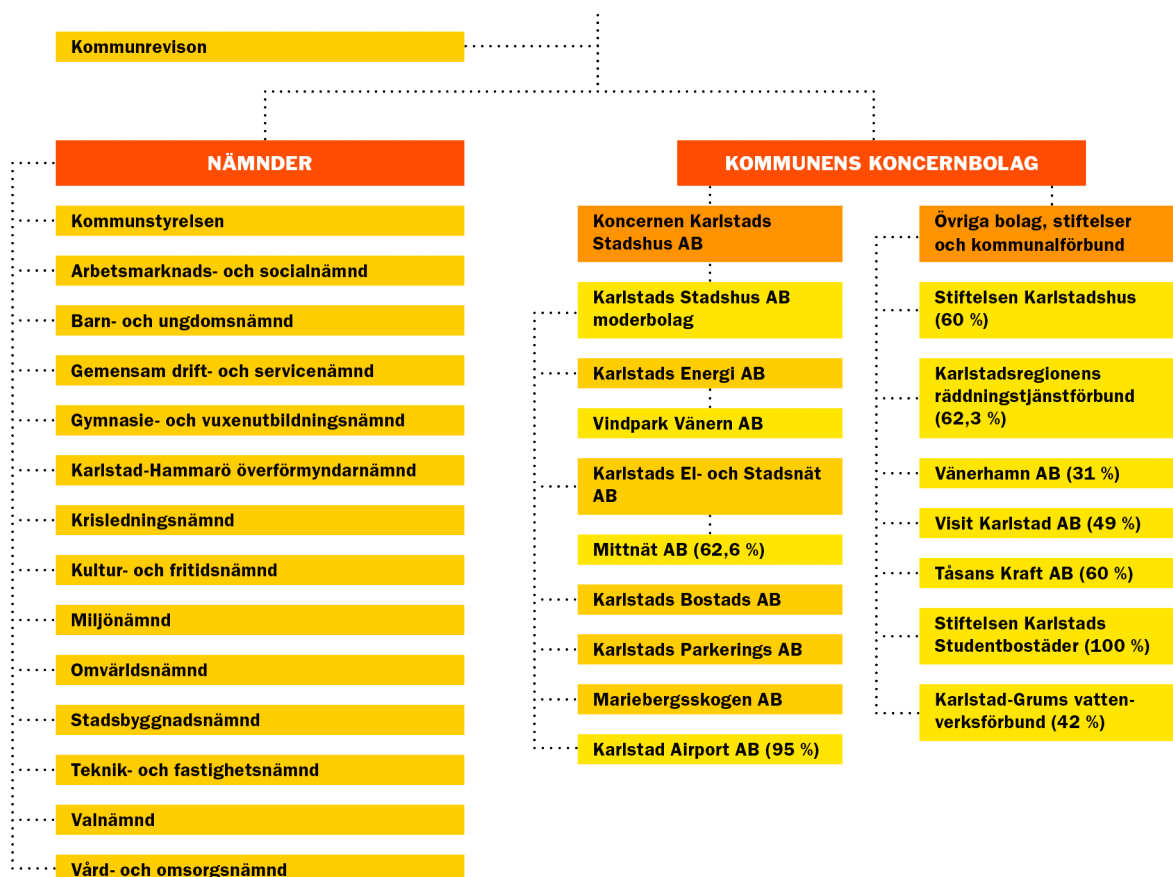 Kommunrevison
NÄMNDER
Kommunstyrelsen
Arbetsmarknads- och socialnämnd
Barn- och ungdomsnämnd
Gemensam drift- och servicenämnd
Gymnasie- och vuxenutbildningsnämnd
Karlstad-Hammarö överförmyndarnämnd
Krisledningsnämnd
Kultur- och fritidsnämnd
Miljönämnd
Omvärldsnämnd
Stadsbyggnadsnämnd
Teknik- och fastighetsnämnd
Valnämnd
Vård- och omsorgsnämnd
KOMMUNENS KONCERNBOLAG
Koncernen Karlstads
Stadshus AB
Karlstads Stadshus AB
moderbolag
Karlstads Energi AB
Vindpark Vänern AB
Karlstads El- och Stadsnät
AB
Mittnät AB (62,6 %)
Karlstads Bostads AB
Karlstads Parkerings AB
Mariebergsskogen AB
Karlstad Airport AB (95 %)
Övriga bolag, stiftelser
och kommunalförbund
Stiftelsen Karlstadshus
(60 %)
Karlstadsregionens
räddningstjänstförbund
(62,3 %)
Vänerhamn AB (31 %)
Visit Karlstad AB (49 %)
Tåsans Kraft AB (60 %)
Stiftelsen Karlstads
Studentbostäder (100 %)
Karlstad-Grums vatten-
verksförbund (42 %)